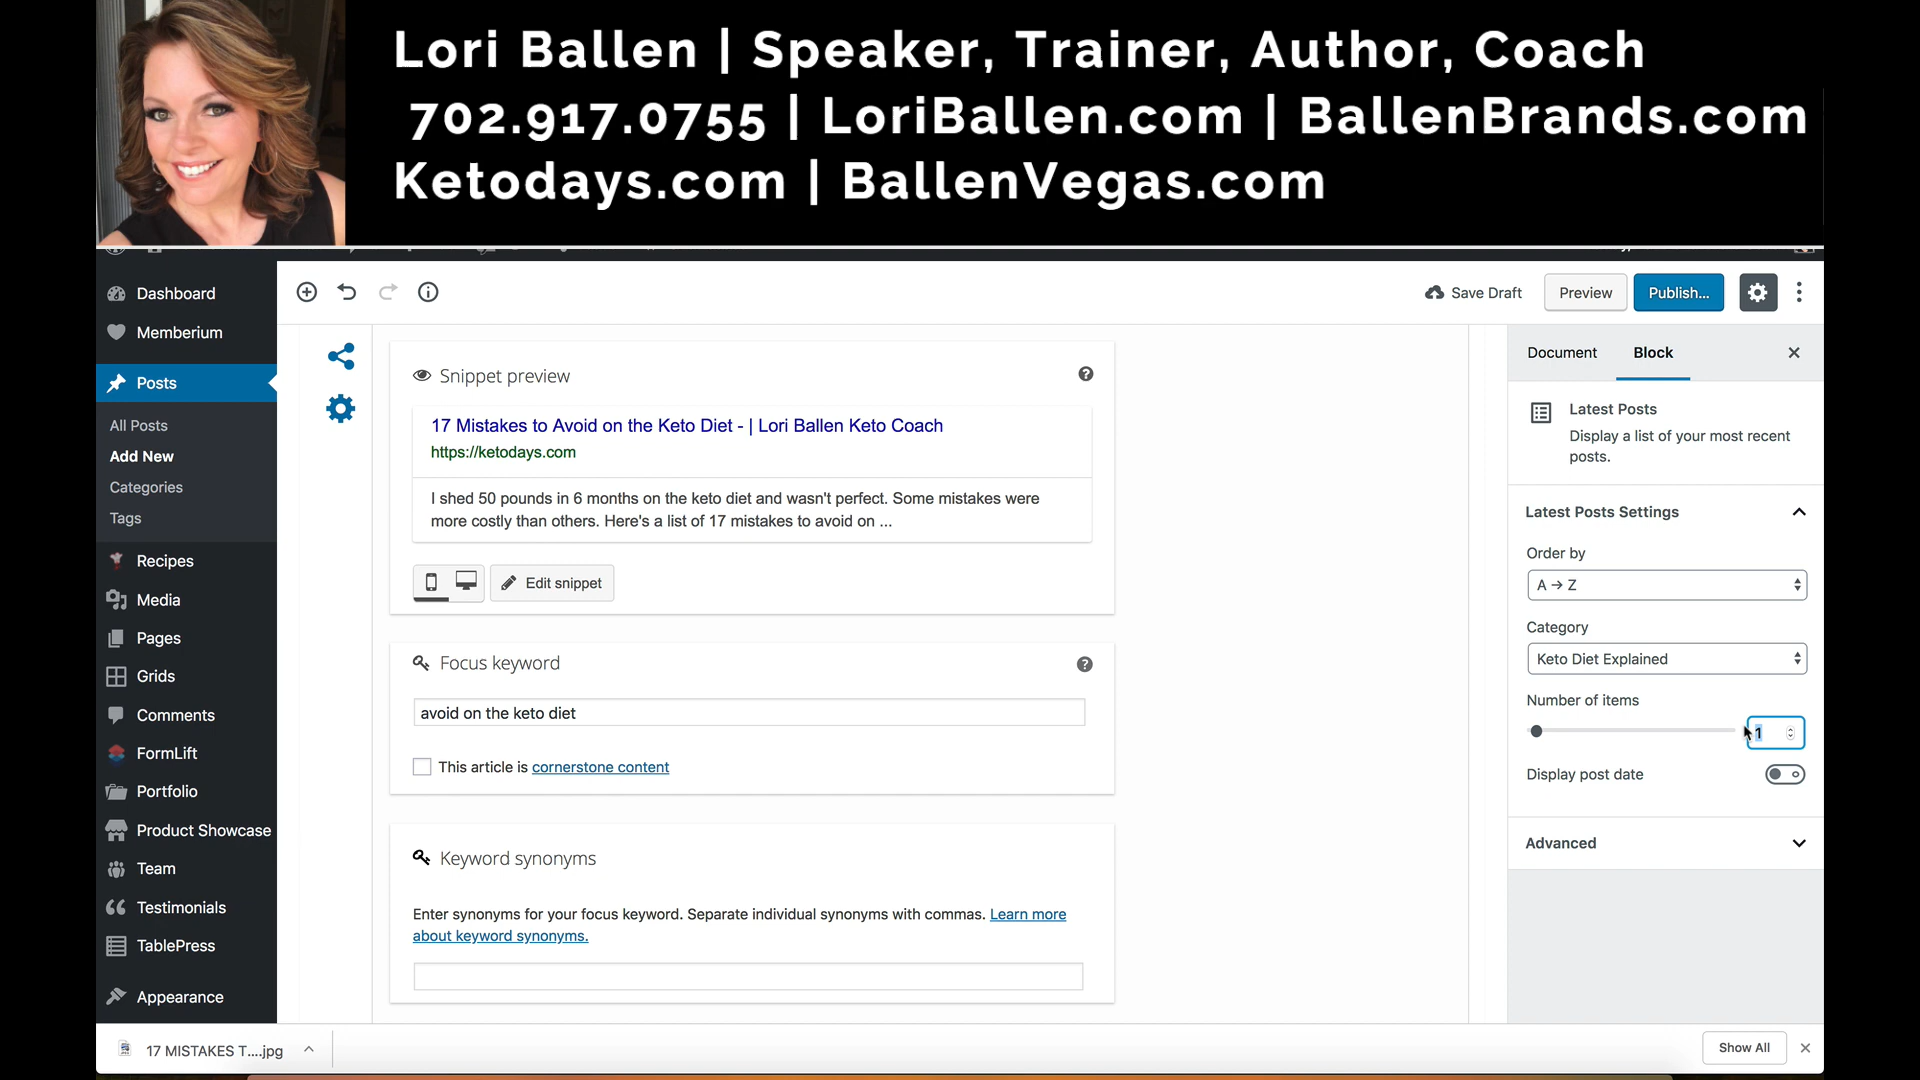 Lori Ballen | Speaker, Trainer, Author, Coach
702.917.0755 | LoriBallen.com | BallenBrands.com
Ketodays.com | BallenVegas.com
Dashboard
Memberium
Posts
All Posts
Add New
Categories
Tags
Recipes
Media
Pages
Grids
Comments
FormLift
Portfolio
Product Showcase
Team
Testimonials
TablePress
Appearance
Save Draft
Preview
Publish...
Snippet preview
17 Mistakes to Avoid on the Keto Diet - | Lori Ballen Keto Coach
https://ketodays.com
I shed 50 pounds in 6 months on the keto diet and wasn't perfect. Some mistakes were
more costly than others. Here's a list of 17 mistakes to avoid on ...
Edit snippet
Focus keyword
avoid on the keto diet
This article is cornerstone content
Keyword synonyms
Enter synonyms for your focus keyword. Separate individual synonyms with commas. Learn more
about keyword synonyms.
Document
Block
Latest Posts
Display a list of your most recent
posts.
Latest Posts Settings
Order by
A → Z
Category
Keto Diet Explained
Number of items
1
Display post date
Advanced
17 MISTAKES T....jpg
Show All